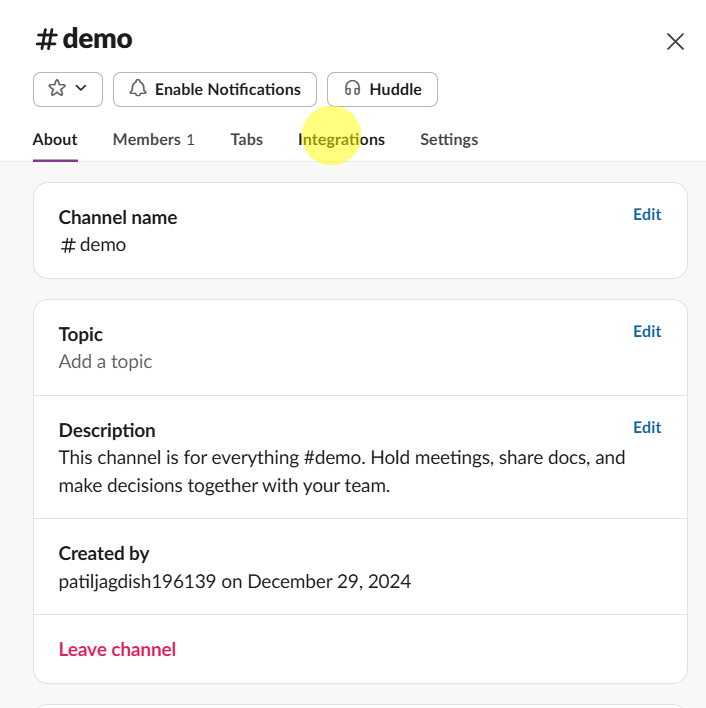 # demo
Enable Notifications
Huddle
About Members 1 Tabs Integrations Settings
Channel name Edit
# demo
Topic Edit
Add a topic
Description Edit
This channel is for everything #demo. Hold meetings, share docs, and
make decisions together with your team.
Created by
patiljagdish196139 on December 29, 2024
Leave channel